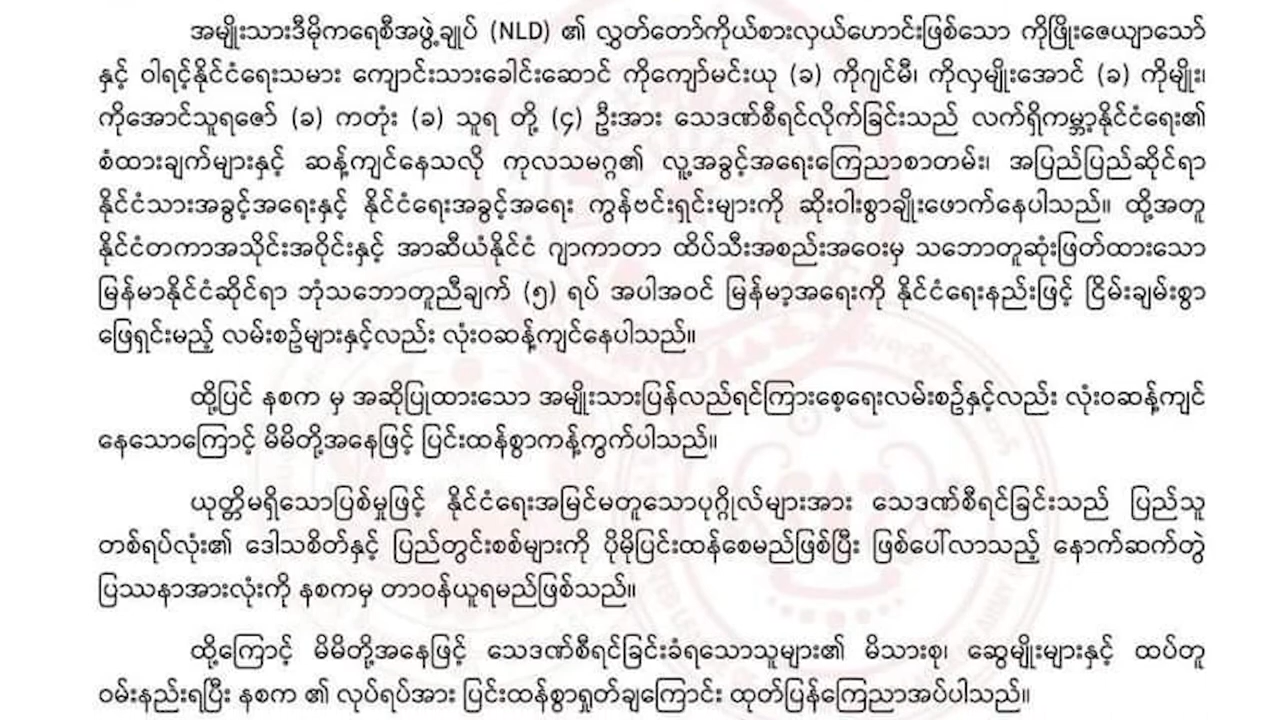 အမျိုးသားဒီမိုကရေစီအဖွဲ့ချုပ် (NLD) ၏ လွှတ်တော်ကိုယ်စားလှယ်ဟောင်းဖြစ်သော ကိုဖြိုးဇေယျာသော်
နှင့် ဝါရင့်နိုင်ငံရေးသမား ကျောင်းသားခေါင်းဆောင် ကိုကျော်မင်းယု (ခ) ကိုဂျင်မီ၊ ကိုလှမျိုးအောင် (ခ) ကိုမျိုး၊
ကိုအောင်သူရဇော် (ခ) ကတုံး (ခ) သူရ တို့ (၄) ဦးအား သေဒဏ်စီရင်လိုက်ခြင်းသည် လက်ရှိကမ္ဘာ့နိုင်ငံရေး၏
စံထားချက်များနှင့် ဆန့်ကျင်နေသလို ကုလသမဂ္ဂ၏ လူ့အခွင့်အရေးကြေညာစာတမ်း၊ အပြည်ပြည်ဆိုင်ရာ
နိုင်ငံသားအခွင့်အရေးနှင့် နိုင်ငံရေးအခွင့်အရေး ကွန်ဗင်းရှင်းများကို ဆိုးဝါးစွာချိုးဖောက်နေပါသည်။ ထို့အတူ
နိုင်ငံတကာအသိုင်းအဝိုင်းနှင့် အာဆီယံနိုင်ငံ ဂျာကာတာ ထိပ်သီးအစည်းအဝေးမှ သဘောတူဆုံးဖြတ်ထားသော
မြန်မာနိုင်ငံဆိုင်ရာ ဘုံသဘောတူညီချက် (၅) ရပ် အပါအဝင် မြန်မာ့အရေးကို နိုင်ငံရေးနည်းဖြင့် ငြိမ်းချမ်းစွာ
ဖြေရှင်းမည့် လမ်းစဥ်များနှင့်လည်း လုံးဝဆန့်ကျင်နေပါသည်။
ထို့ပြင် နစက မှ အဆိုပြုထားသော အမျိုးသားပြန်လည်ရင်ကြားစေ့ရေးလမ်းစဥ်နှင့်လည်း လုံးဝဆန့်ကျင်
နေသောကြောင့် မိမိတို့အနေဖြင့် ပြင်းထန်စွာကန့်ကွက်ပါသည်။
ယုတ္တိမရှိသောပြစ်မှုဖြင့် နိုင်ငံရေးအမြင်မတူသောပုဂ္ဂိုလ်များအား သေဒဏ်စီရင်ခြင်းသည် ပြည်သူ
တစ်ရပ်လုံး၏ ဒေါသစိတ်နှင့် ပြည်တွင်းစစ်များကို ပိုမိုပြင်းထန်စေမည်ဖြစ်ပြီး ဖြစ်ပေါ်လာသည့် နောက်ဆက်တွဲ
ပြဿနာအားလုံးကို နစကမှ တာဝန်ယူရမည်ဖြစ်သည်။
ထို့ကြောင့် မိမိတို့အနေဖြင့် သေဒဏ်စီရင်ခြင်းခံရသောသူများ၏ မိသားစု၊ ဆွေမျိုးများနှင့် ထပ်တူ
ဝမ်းနည်းရပြီး နစက ၏ လုပ်ရပ်အား ပြင်းထန်စွာရှုတ်ချကြောင်း ထုတ်ပြန်ကြေညာအပ်ပါသည်။